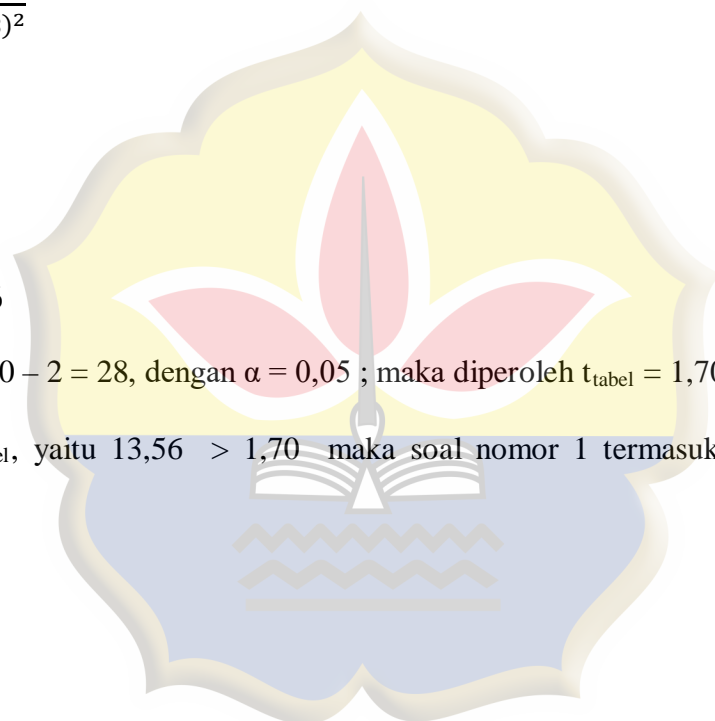 )²
0 – 2 = 28, dengan α = 0,05 ; maka diperoleh t_tabel = 1,70
, yaitu 13,56 > 1,70 maka soal nomor 1 termasuk